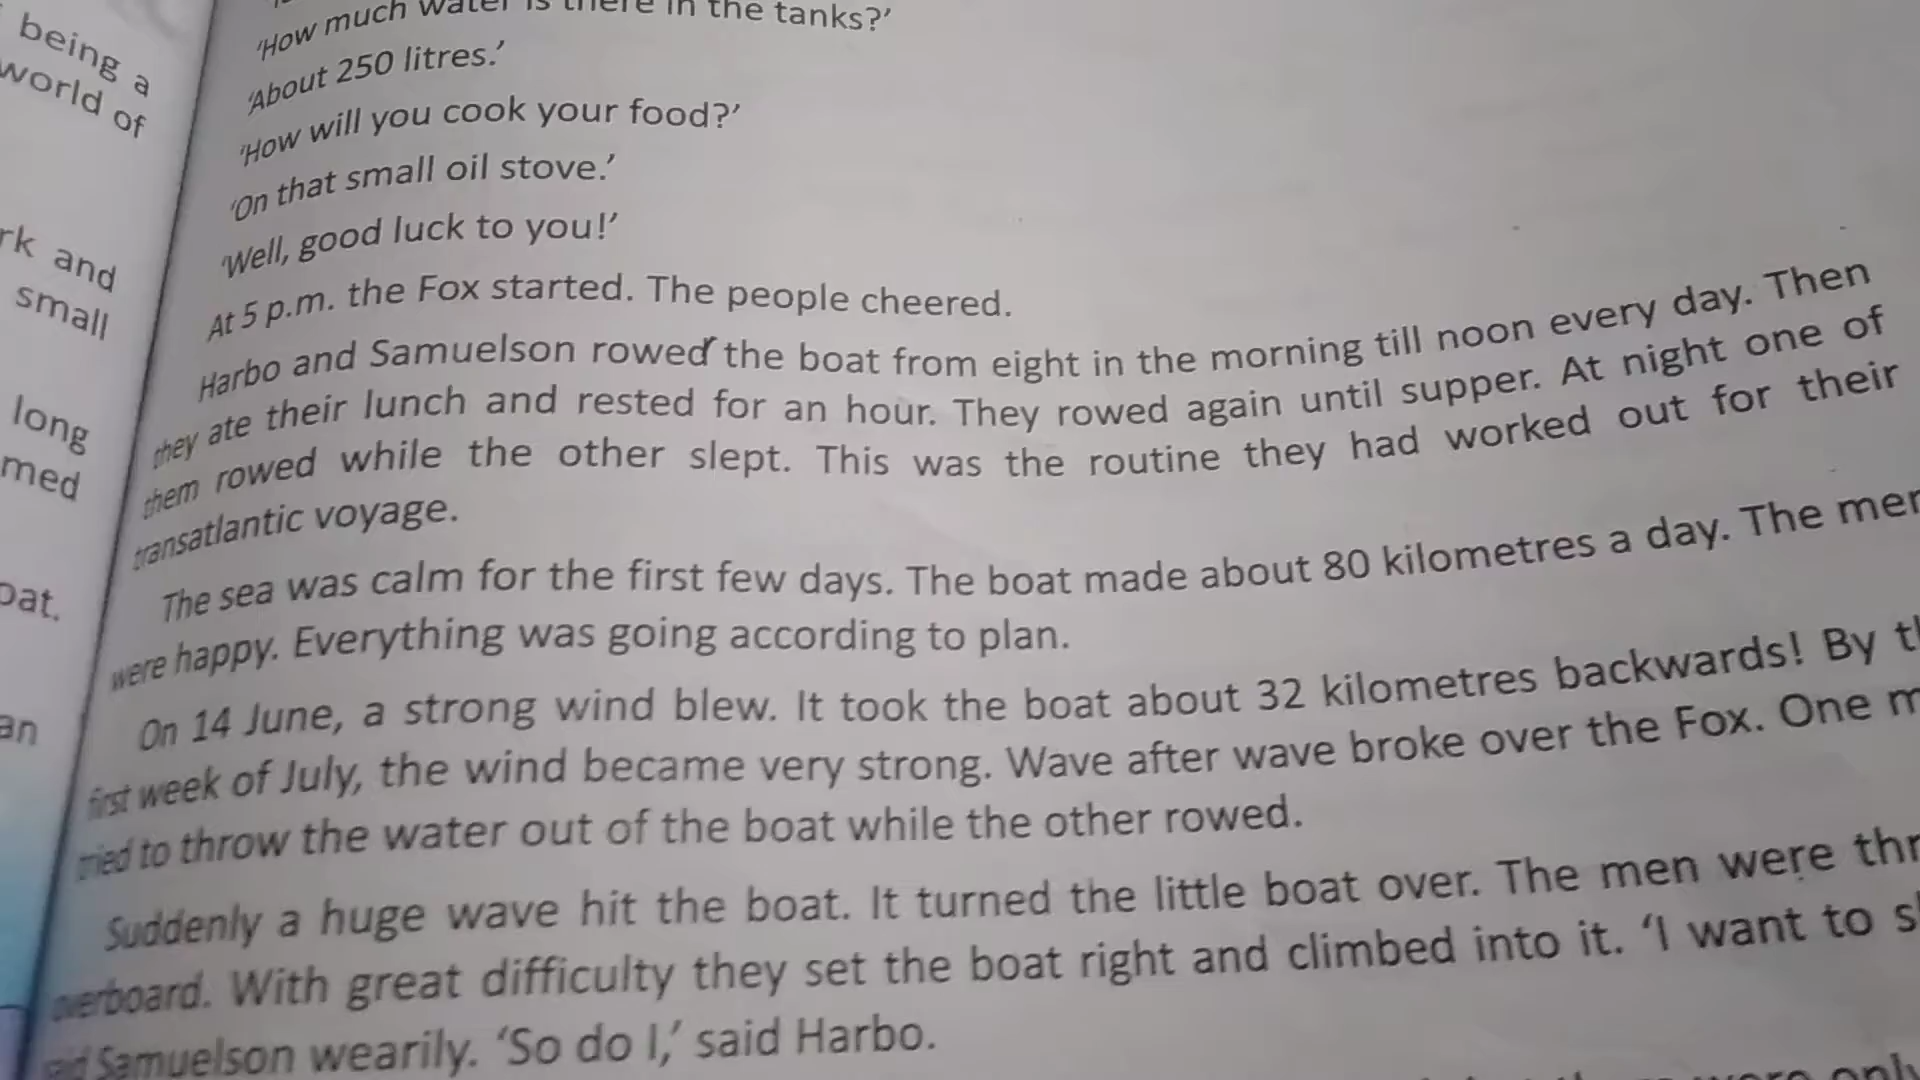 being a
world of
rk and
small
long
med
oat.
an
'How much water is there in the tanks?'
'About 250 litres.'
'How will you cook your food?'
'On that small oil stove.'
'Well, good luck to you!'
At 5 p.m. the Fox started. The people cheered.
Harbo and Samuelson rowed the boat from eight in the morning till noon every day. Then
they ate their lunch and rested for an hour. They rowed again until supper. At night one of
them rowed while the other slept. This was the routine they had worked out for their
transatlantic voyage.
The sea was calm for the first few days. The boat made about 80 kilometres a day. The men
were happy. Everything was going according to plan.
On 14 June, a strong wind blew. It took the boat about 32 kilometres backwards! By th
first week of July, the wind became very strong. Wave after wave broke over the Fox. One m
tried to throw the water out of the boat while the other rowed.
Suddenly a huge wave hit the boat. It turned the little boat over. The men were thr
overboard. With great difficulty they set the boat right and climbed into it. 'I want to sl
said Samuelson wearily. 'So do I,' said Harbo.
were only